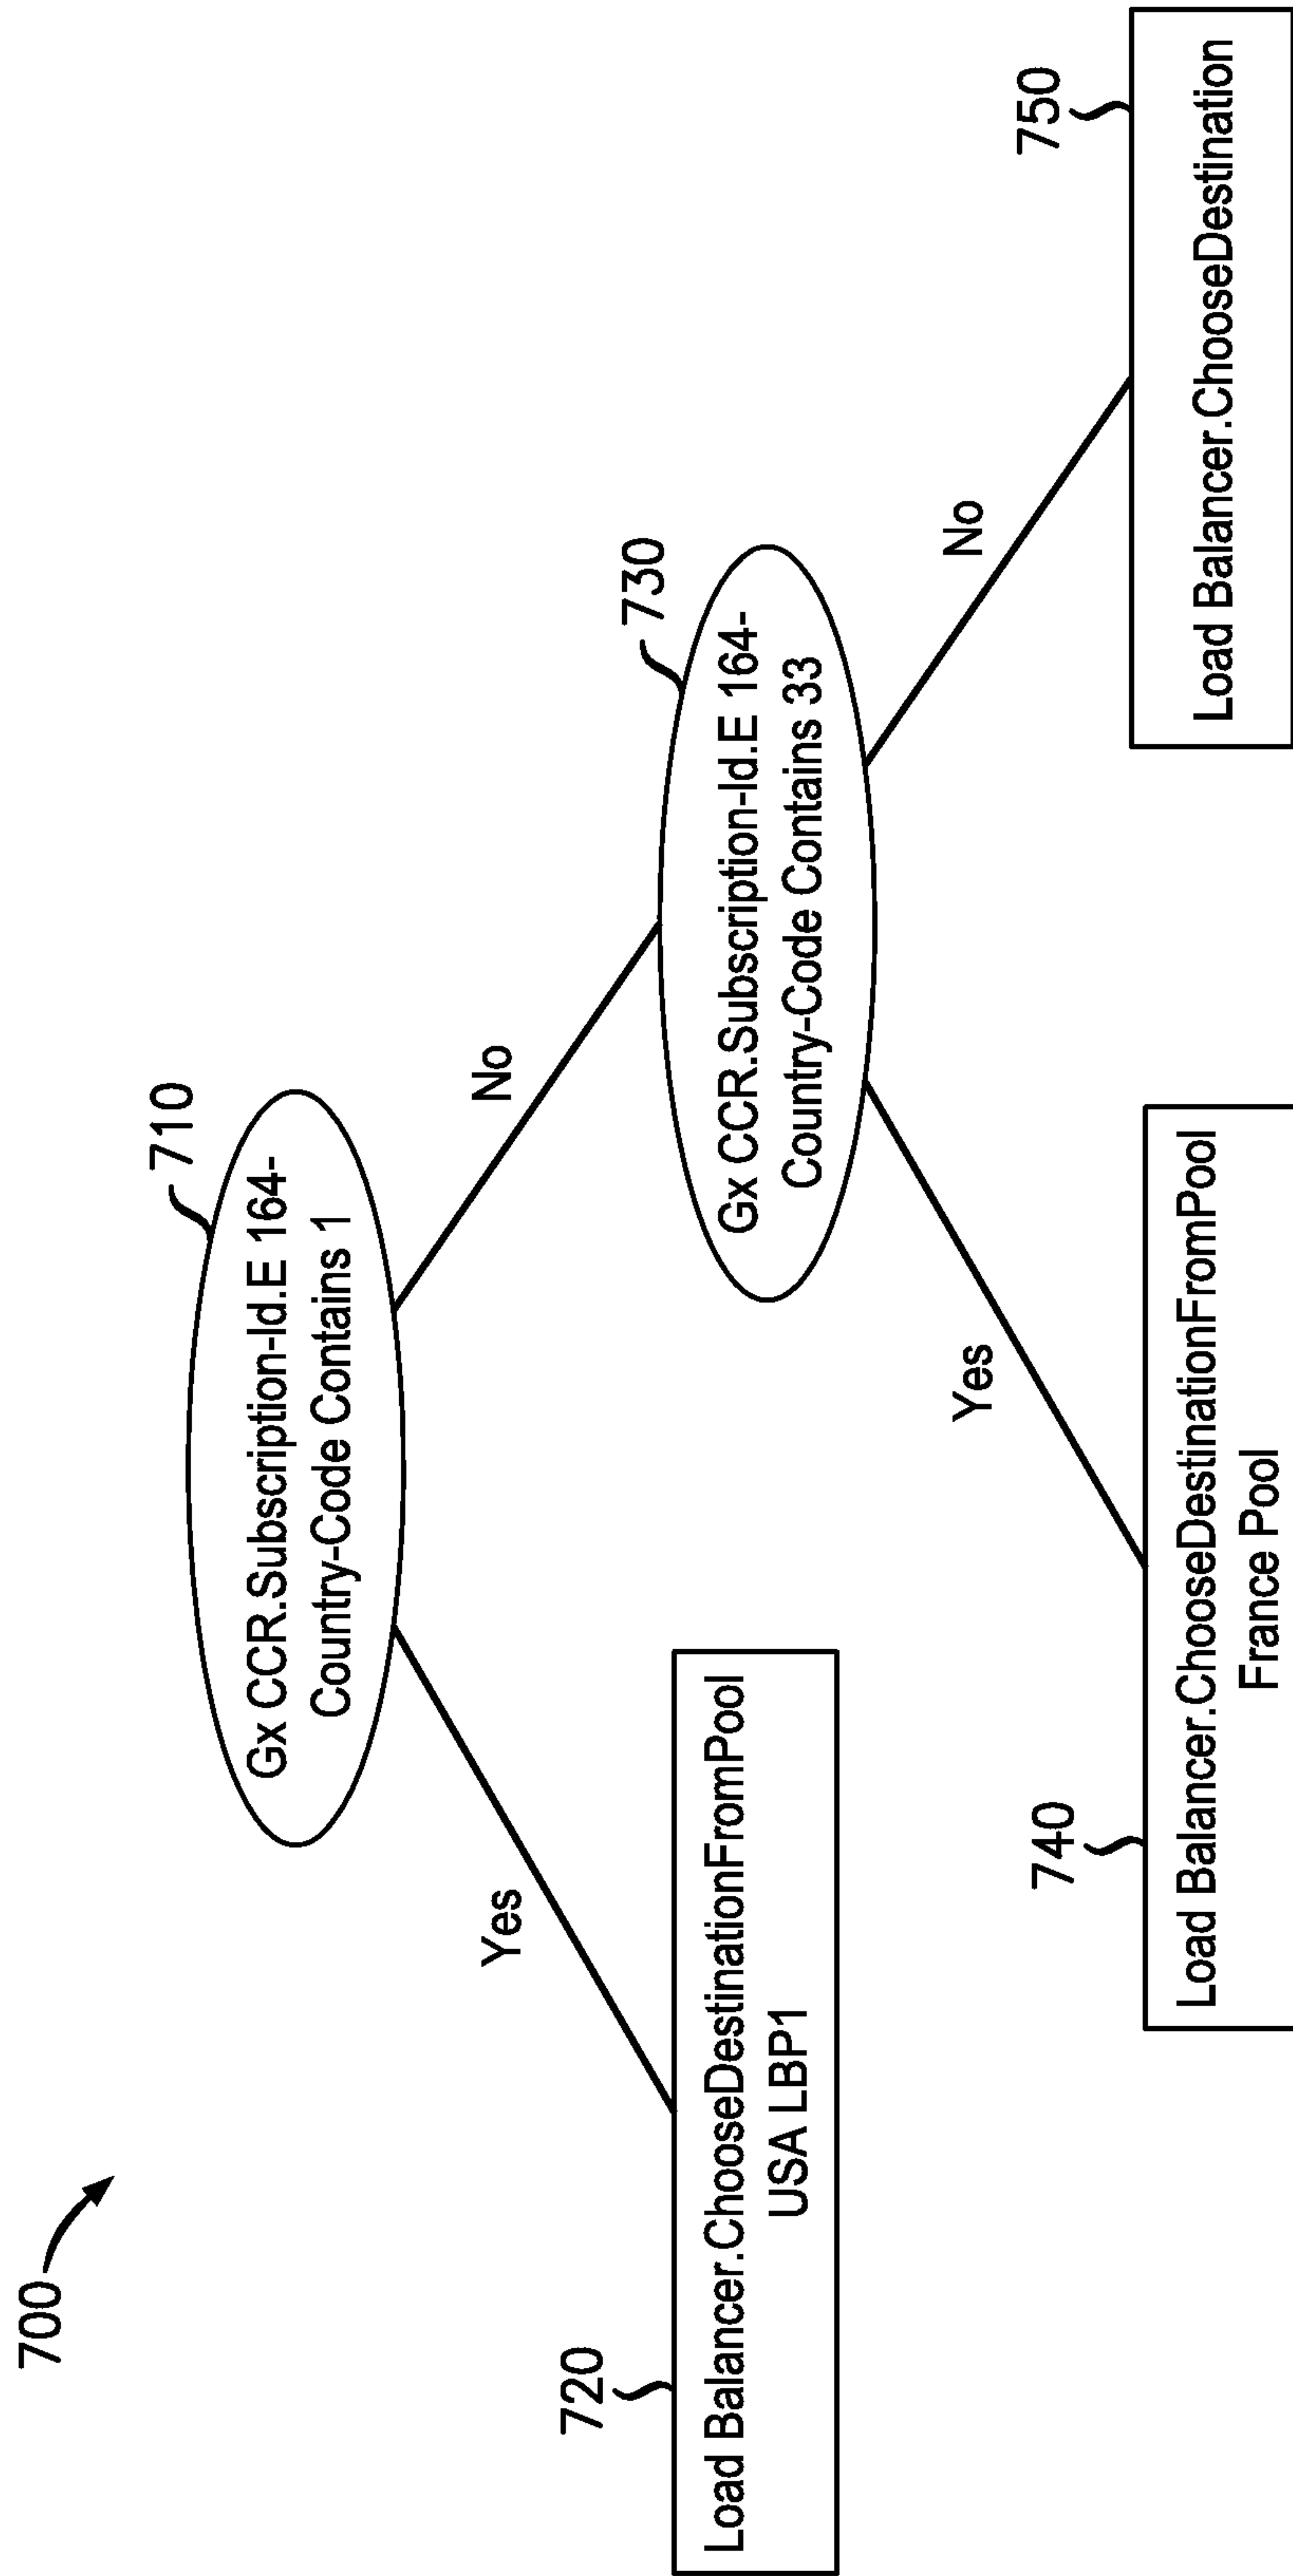 700
710
Gx CCR.Subscription-Id.E 164-
Country-Code Contains 1
Yes
No
720
Load Balancer.ChooseDestinationFromPool
USA LBP1
730
Gx CCR.Subscription-Id.E 164-
Country-Code Contains 33
Yes
No
740
Load Balancer.ChooseDestinationFromPool
France Pool
750
Load Balancer.ChooseDestination